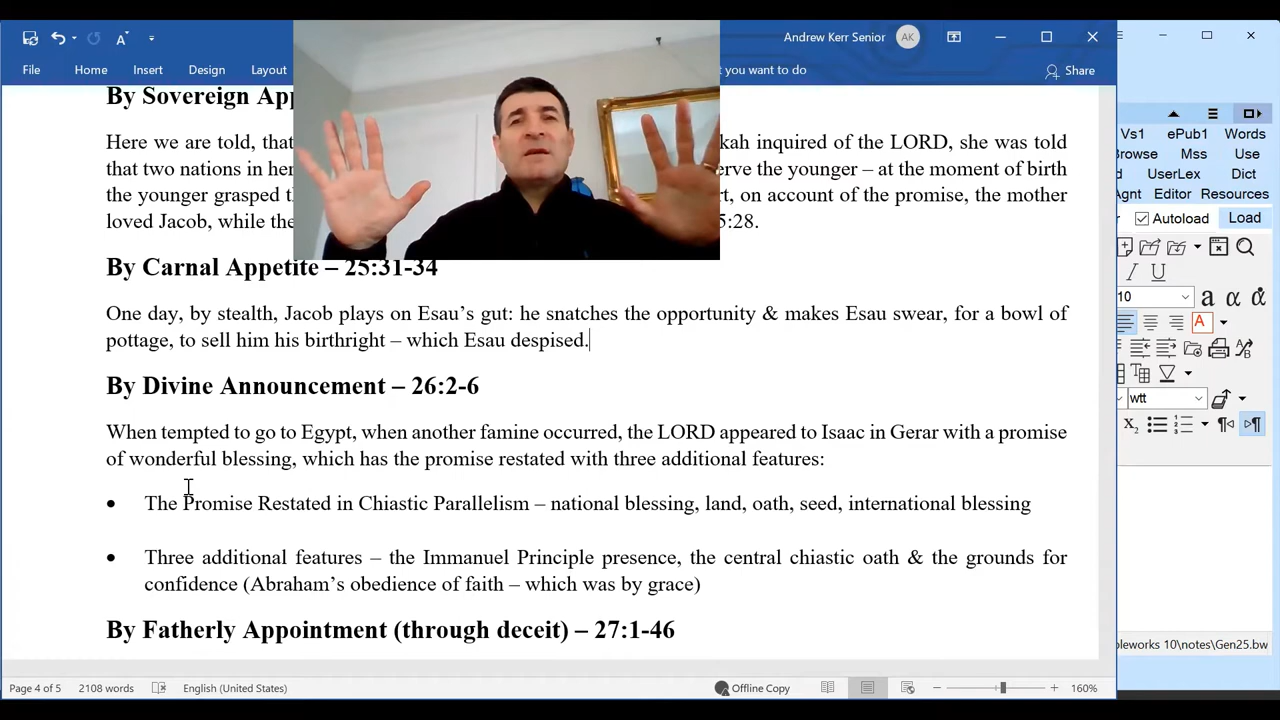 Andrew Kerr Senior AK
File Home Insert Design Layout t you want to do Share
By Sovereign App
Here we are told, that kah inquired of the LORD, she was told
that two nations in her erve the younger – at the moment of birth
the younger grasped t rt, on account of the promise, the mother
loved Jacob, while the 5:28.
By Carnal Appetite – 25:31-34
One day, by stealth, Jacob plays on Esau’s gut: he snatches the opportunity & makes Esau swear, for a bowl of
pottage, to sell him his birthright – which Esau despised.
By Divine Announcement – 26:2-6
When tempted to go to Egypt, when another famine occurred, the LORD appeared to Isaac in Gerar with a promise
of wonderful blessing, which has the promise restated with three additional features:
• The Promise Restated in Chiastic Parallelism – national blessing, land, oath, seed, international blessing
• Three additional features – the Immanuel Principle presence, the central chiastic oath & the grounds for
confidence (Abraham’s obedience of faith – which was by grace)
By Fatherly Appointment (through deceit) – 27:1-46
Page 4 of 5 2108 words English (United States) Offline Copy 160%
Vs1 ePub1 Words
Browse Mss Use
UserLex Dict
Agnt Editor Resources
Autoload Load
10
wtt
bleworks 10\notes\Gen25.bw